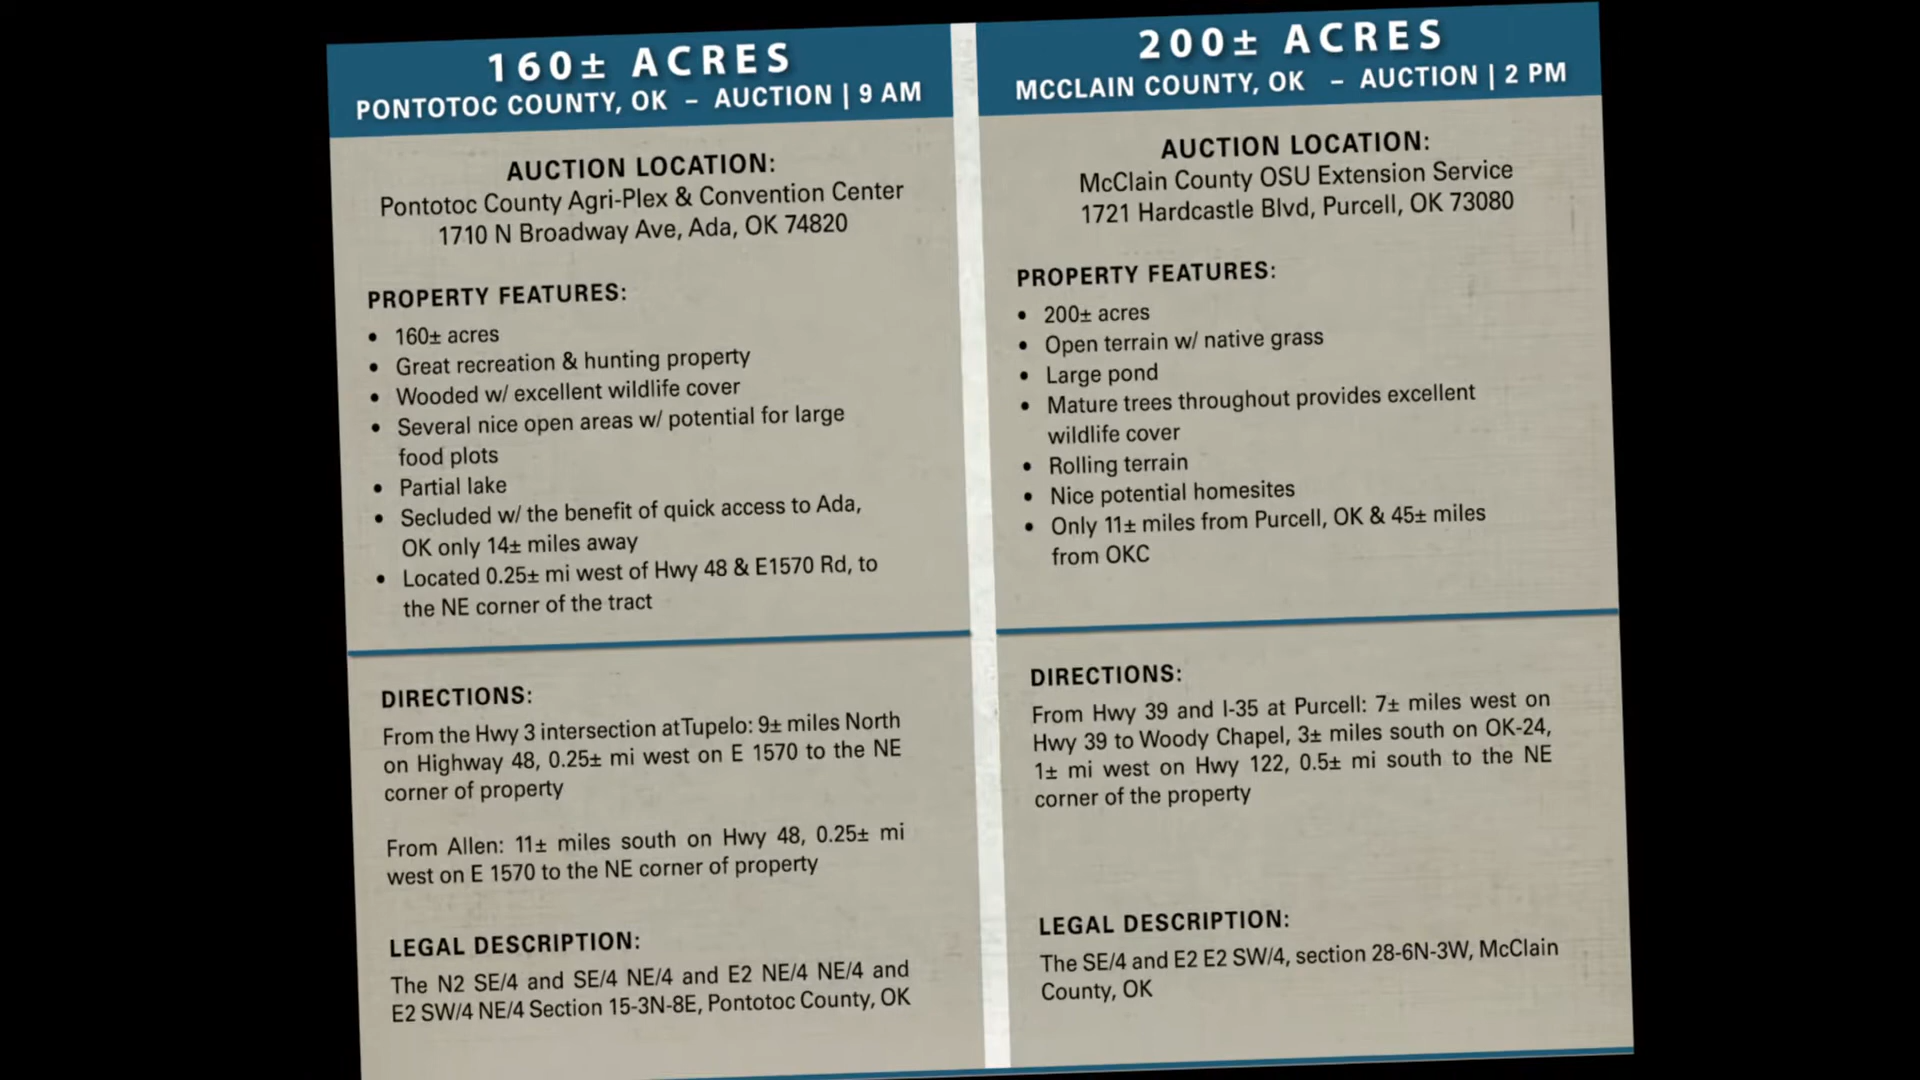 160± ACRES
PONTOTOC COUNTY, OK – AUCTION | 9 AM
AUCTION LOCATION:
Pontotoc County Agri-Plex & Convention Center
1710 N Broadway Ave, Ada, OK 74820
PROPERTY FEATURES:
• 160± acres
• Great recreation & hunting property
• Wooded w/ excellent wildlife cover
• Several nice open areas w/ potential for large
food plots
• Partial lake
• Secluded w/ the benefit of quick access to Ada,
OK only 14± miles away
• Located 0.25± mi west of Hwy 48 & E1570 Rd, to
the NE corner of the tract
DIRECTIONS:
From the Hwy 3 intersection at Tupelo: 9± miles North
on Highway 48, 0.25± mi west on E 1570 to the NE
corner of property
From Allen: 11± miles south on Hwy 48, 0.25± mi
west on E 1570 to the NE corner of property
LEGAL DESCRIPTION:
The N2 SE/4 and SE/4 NE/4 and E2 NE/4 NE/4 and
E2 SW/4 NE/4 Section 15-3N-8E, Pontotoc County, OK
200± ACRES
MCCLAIN COUNTY, OK – AUCTION | 2 PM
AUCTION LOCATION:
McClain County OSU Extension Service
1721 Hardcastle Blvd, Purcell, OK 73080
PROPERTY FEATURES:
• 200± acres
• Open terrain w/ native grass
• Large pond
• Mature trees throughout provides excellent
wildlife cover
• Rolling terrain
• Nice potential homesites
• Only 11± miles from Purcell, OK & 45± miles
from OKC
DIRECTIONS:
From Hwy 39 and I-35 at Purcell: 7± miles west on
Hwy 39 to Woody Chapel, 3± miles south on OK-24,
1± mi west on Hwy 122, 0.5± mi south to the NE
corner of the property
LEGAL DESCRIPTION:
The SE/4 and E2 E2 SW/4, section 28-6N-3W, McClain
County, OK